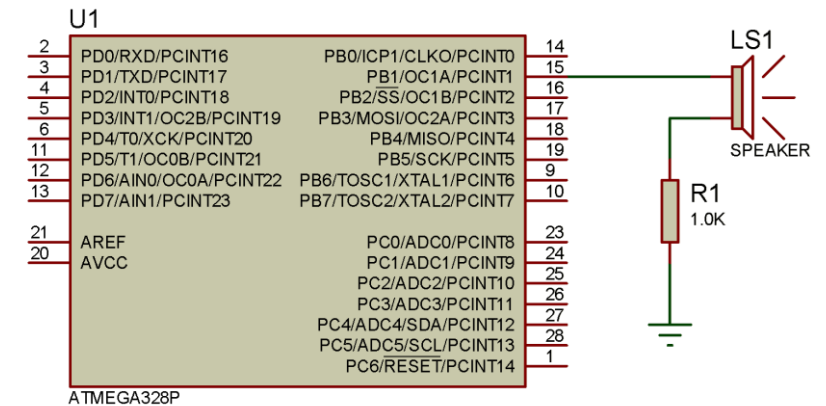 U1
2 PD0/RXD/PCINT16 PB0/ICP1/CLKO/PCINT0 14
3 PD1/TXD/PCINT17 PB1/OC1A/PCINT1 15
4 PD2/INT0/PCINT18 PB2/SS/OC1B/PCINT2 16
5 PD3/INT1/OC2B/PCINT19 PB3/MOSI/OC2A/PCINT3 17
6 PD4/T0/XCK/PCINT20 PB4/MISO/PCINT4 18
11 PD5/T1/OC0B/PCINT21 PB5/SCK/PCINT5 19
12 PD6/AIN0/OC0A/PCINT22 PB6/TOSC1/XTAL1/PCINT6 9
13 PD7/AIN1/PCINT23 PB7/TOSC2/XTAL2/PCINT7 10
21 AREF PC0/ADC0/PCINT8 23
20 AVCC PC1/ADC1/PCINT9 24
PC2/ADC2/PCINT10 25
PC3/ADC3/PCINT11 26
PC4/ADC4/SDA/PCINT12 27
PC5/ADC5/SCL/PCINT13 28
PC6/RESET/PCINT14 1
ATMEGA328P
LS1
SPEAKER
R1
1.0K